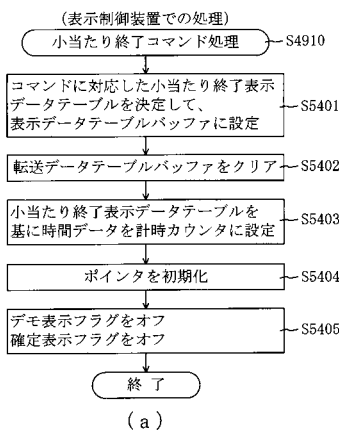 (表示制御装置での処理)
小当たり終了コマンド処理
S4910
コマンドに対応した小当たり終了表示
データテーブルを決定して、
表示データテーブルバッファに設定
S5401
転送データテーブルバッファをクリア
S5402
小当たり終了表示データテーブルを
基に時間データを計時カウンタに設定
S5403
ポインタを初期化
S5404
デモ表示フラグをオフ
確定表示フラグをオフ
S5405
終了
(a)